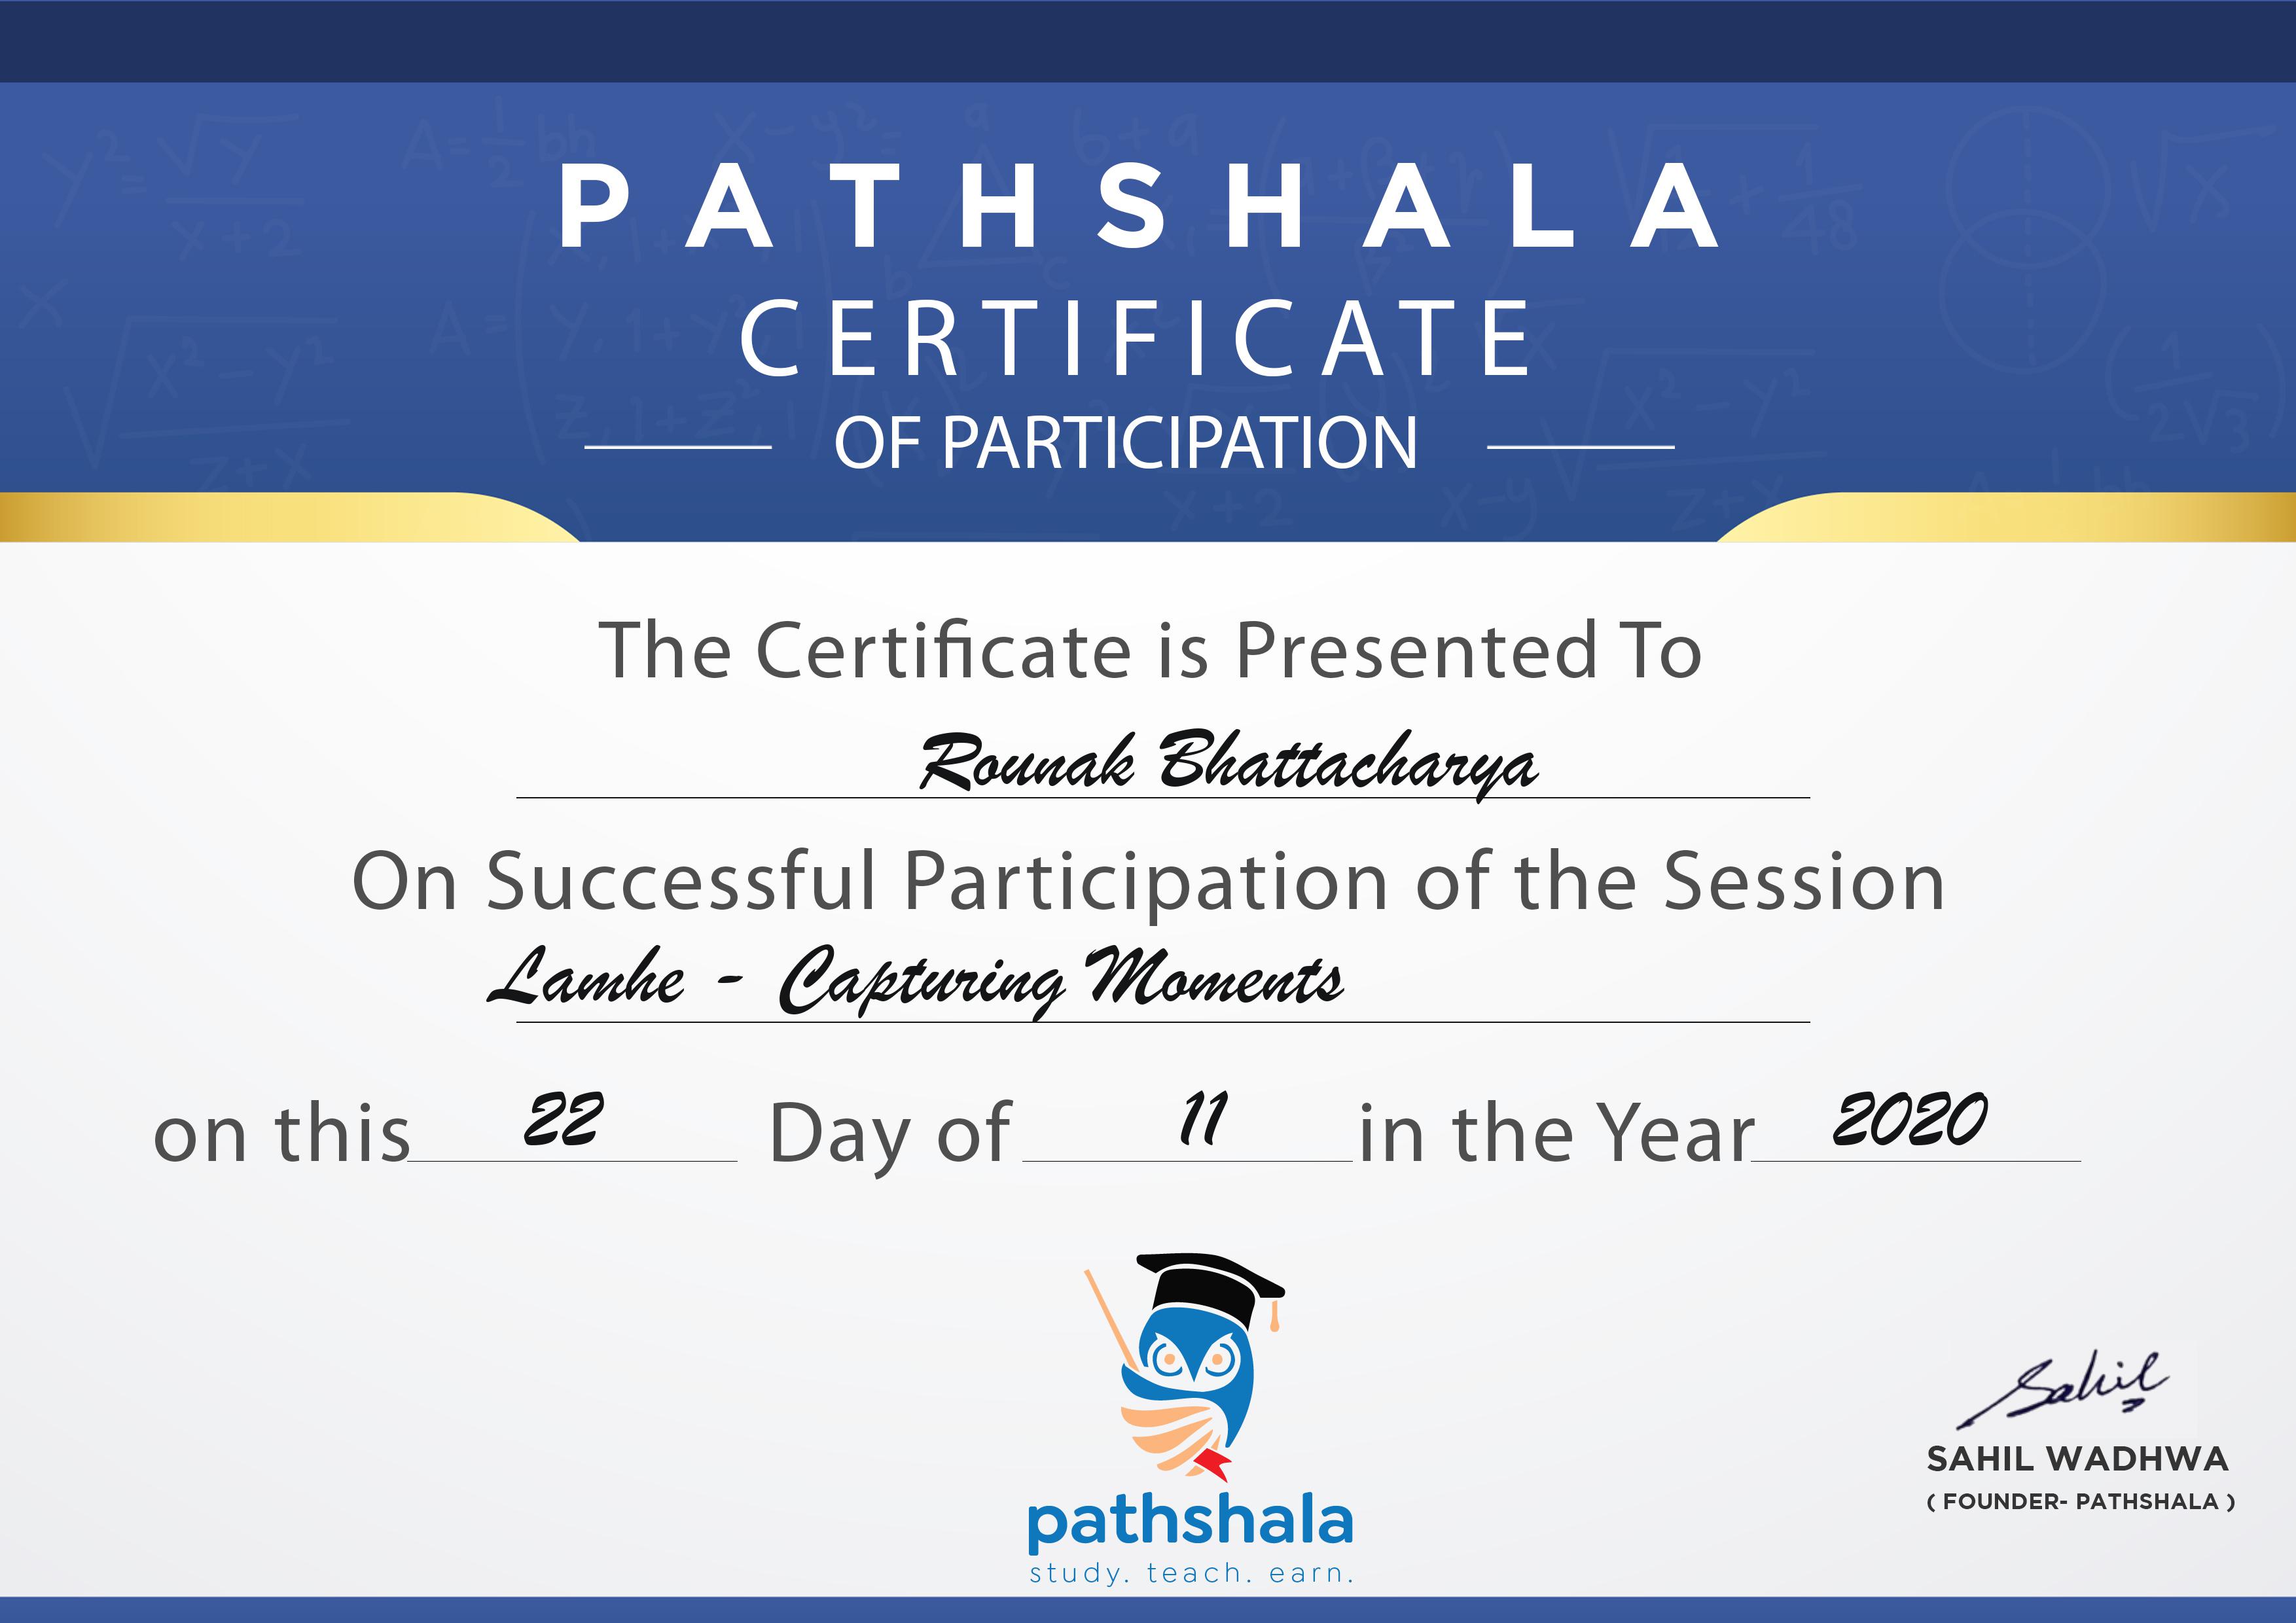 PATHSHALA
CERTIFICATE
OF PARTICIPATION
The Certificate is Presented To
Rounak Bhattacharya
On Successful Participation of the Session
Lamhe - Capturing Moments
on this 22 Day of 11 in the Year 2020
Sahil
SAHIL WADHWA
( FOUNDER- PATHSHALA )
pathshala
study. teach. earn.